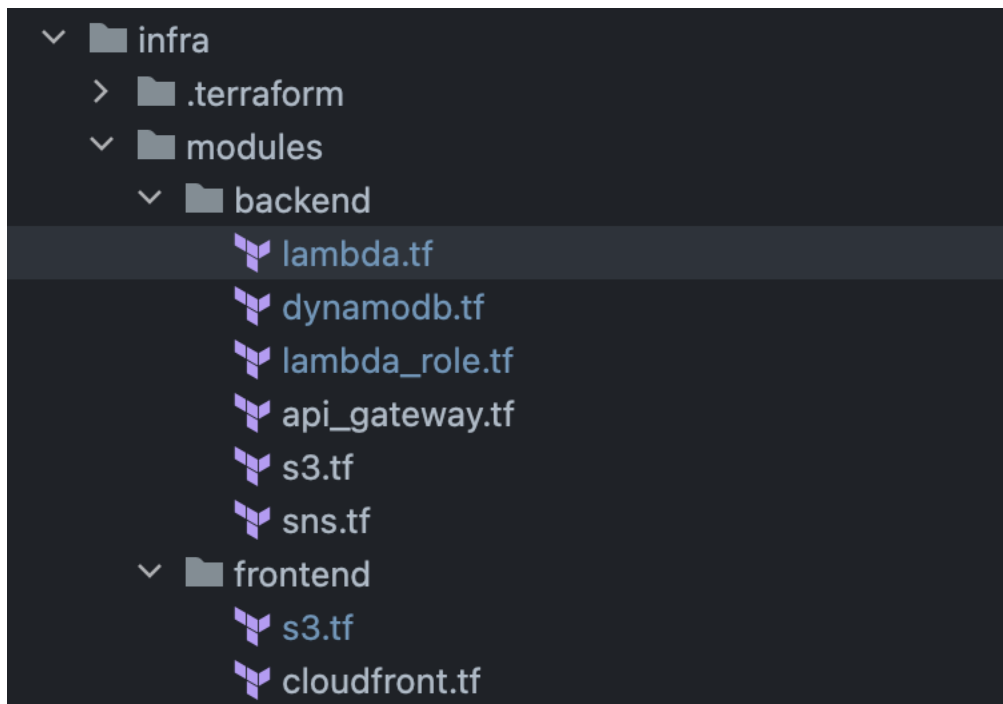 infra
.terraform
modules
backend
lambda.tf
dynamodb.tf
lambda_role.tf
api_gateway.tf
s3.tf
sns.tf
frontend
s3.tf
cloudfront.tf